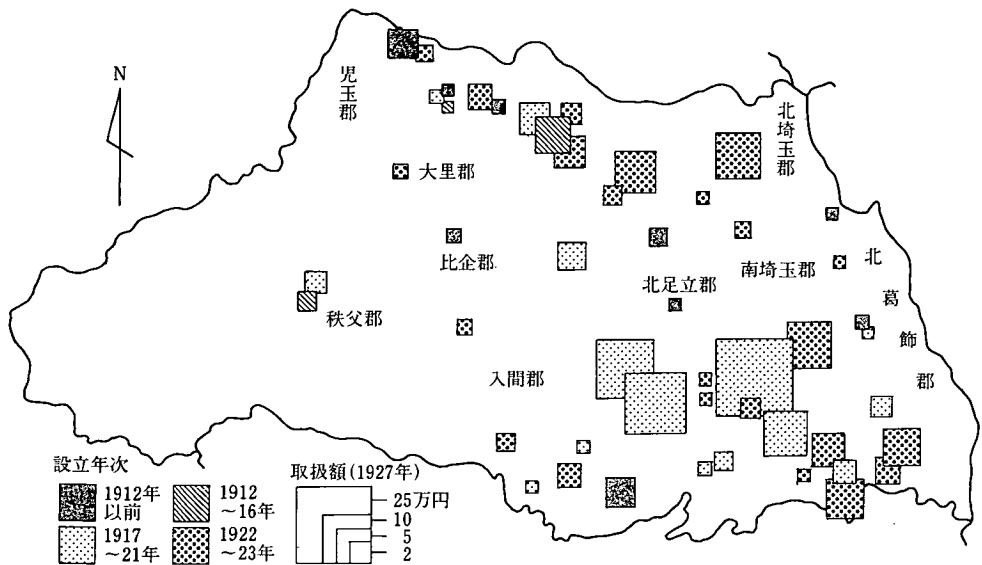 N
児玉郡
北埼玉郡
大里郡
比企郡
北足立郡
南埼玉郡
北葛飾郡
秩父郡
入間郡
設立年次
1912年以前
1912～16年
1917～21年
1922～23年
取扱額(1927年)
25万円
10
5
2